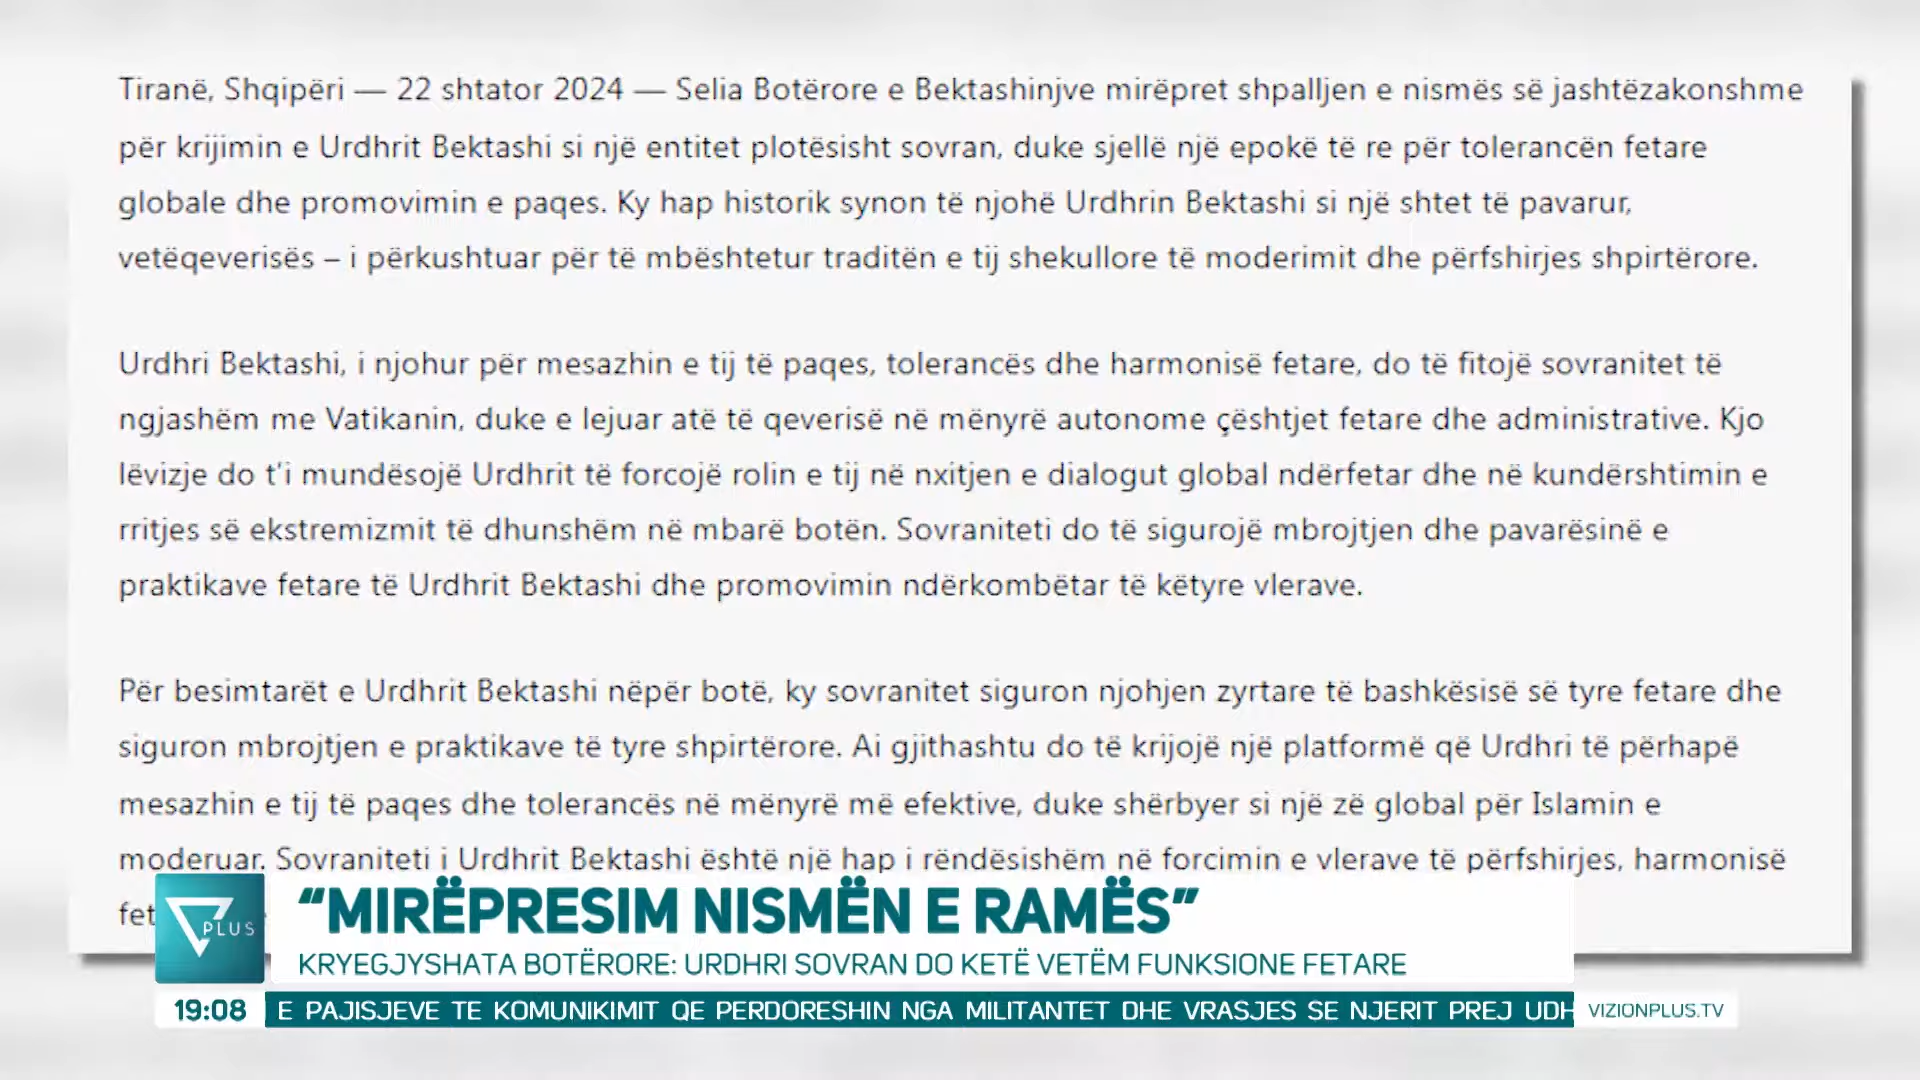 Tiranë, Shqipëri — 22 shtator 2024 — Selia Botërore e Bektashinjve mirëpret shpalljen e nismës së jashtëzakonshme
për krijimin e Urdhrit Bektashi si një entitet plotësisht sovran, duke sjellë një epokë të re për tolerancën fetare
globale dhe promovimin e paqes. Ky hap historik synon të njohë Urdhrin Bektashi si një shtet të pavarur,
vetëqeverisës – i përkushtuar për të mbështetur traditën e tij shekullore të moderimit dhe përfshirjes shpirtërore.
Urdhri Bektashi, i njohur për mesazhin e tij të paqes, tolerancës dhe harmonisë fetare, do të fitojë sovranitet të
ngjashëm me Vatikanin, duke e lejuar atë të qeverisë në mënyrë autonome çështjet fetare dhe administrative. Kjo
lëvizje do t'i mundësojë Urdhrit të forcojë rolin e tij në nxitjen e dialogut global ndërfetar dhe në kundërshtimin e
rritjes së ekstremizmit të dhunshëm në mbarë botën. Sovraniteti do të sigurojë mbrojtjen dhe pavarësinë e
praktikave fetare të Urdhrit Bektashi dhe promovimin ndërkombëtar të këtyre vlerave.
Për besimtarët e Urdhrit Bektashi nëpër botë, ky sovranitet siguron njohjen zyrtare të bashkësisë së tyre fetare dhe
siguron mbrojtjen e praktikave të tyre shpirtërore. Ai gjithashtu do të krijojë një platformë që Urdhri të përhapë
mesazhin e tij të paqes dhe tolerancës në mënyrë më efektive, duke shërbyer si një zë global për Islamin e
moderuar. Sovraniteti i Urdhrit Bektashi është një hap i rëndësishëm në forcimin e vlerave të përfshirjes, harmonisë
fet
PLUS
“MIRËPRESIM NISMËN E RAMËS”
KRYEGJYSHATA BOTËRORE: URDHRI SOVRAN DO KETË VETËM FUNKSIONE FETARE
19:08 E PAJISJEVE TE KOMUNIKIMIT QE PERDORESHIN NGA MILITANTET DHE VRASJES SE NJERIT PREJ UDH VIZIONPLUS.TV